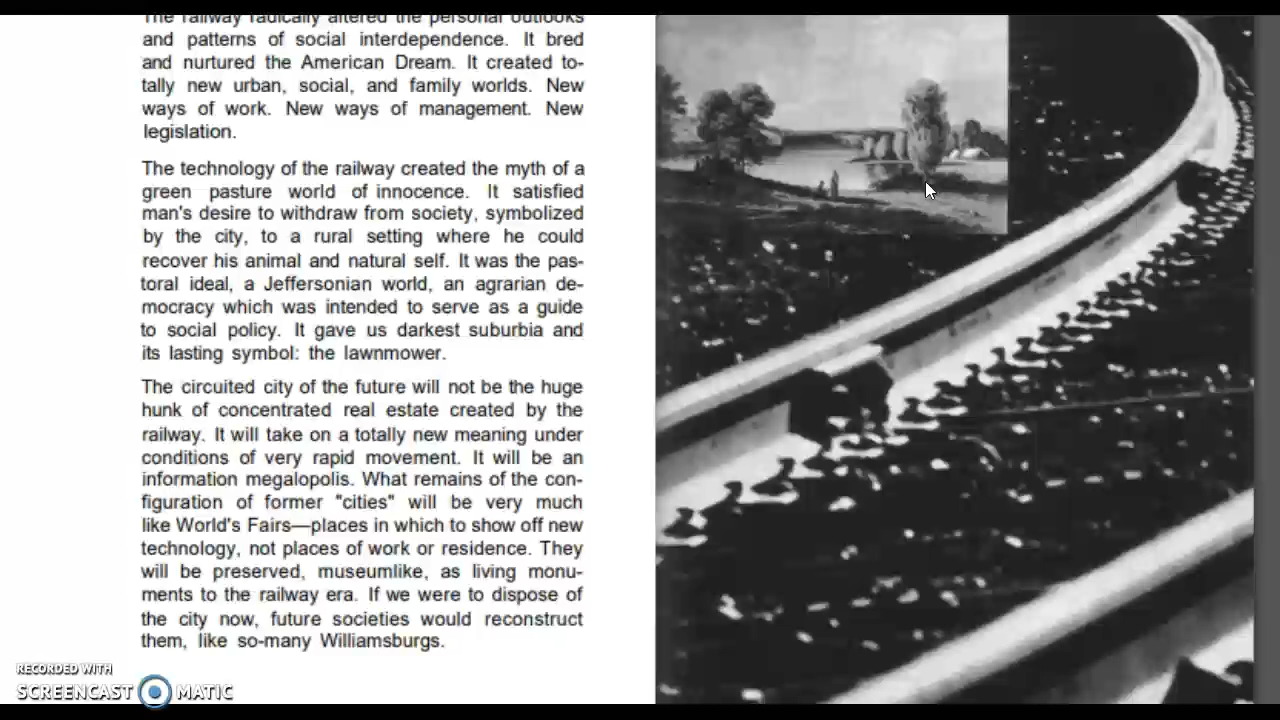 The railway radically altered the personal outlooks
and patterns of social interdependence. It bred
and nurtured the American Dream. It created to-
tally new urban, social, and family worlds. New
ways of work. New ways of management. New
legislation.
The technology of the railway created the myth of a
green pasture world of innocence. It satisfied
man's desire to withdraw from society, symbolized
by the city, to a rural setting where he could
recover his animal and natural self. It was the pas-
toral ideal, a Jeffersonian world, an agrarian de-
mocracy which was intended to serve as a guide
to social policy. It gave us darkest suburbia and
its lasting symbol: the lawnmower.
The circuited city of the future will not be the huge
hunk of concentrated real estate created by the
railway. It will take on a totally new meaning under
conditions of very rapid movement. It will be an
information megalopolis. What remains of the con-
figuration of former "cities" will be very much
like World's Fairs—places in which to show off new
technology, not places of work or residence. They
will be preserved, museumlike, as living monu-
ments to the railway era. If we were to dispose of
the city now, future societies would reconstruct
them, like so-many Williamsburgs.
RECORDED WITH
SCREENCAST MATIC